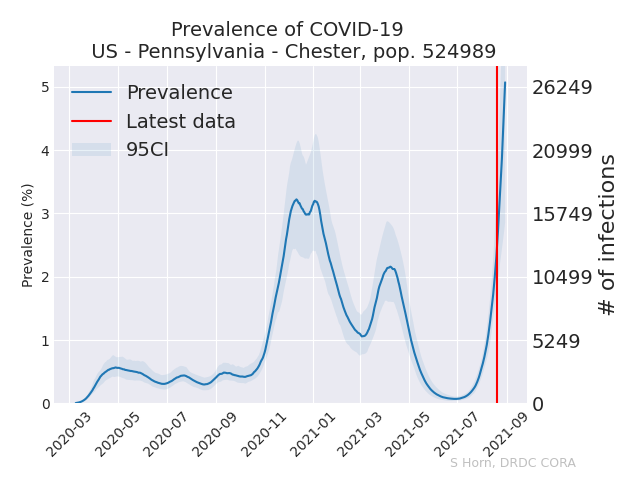 Prevalence of COVID-19
US - Pennsylvania - Chester, pop. 524989
Prevalence
Latest data
95CI
Prevalence (%)
5
4
3
2
1
0
26249
20999
15749
10499
5249
0
# of infections
2020-03
2020-05
2020-07
2020-09
2020-11
2021-01
2021-03
2021-05
2021-07
2021-09
S Horn, DRDC CORA